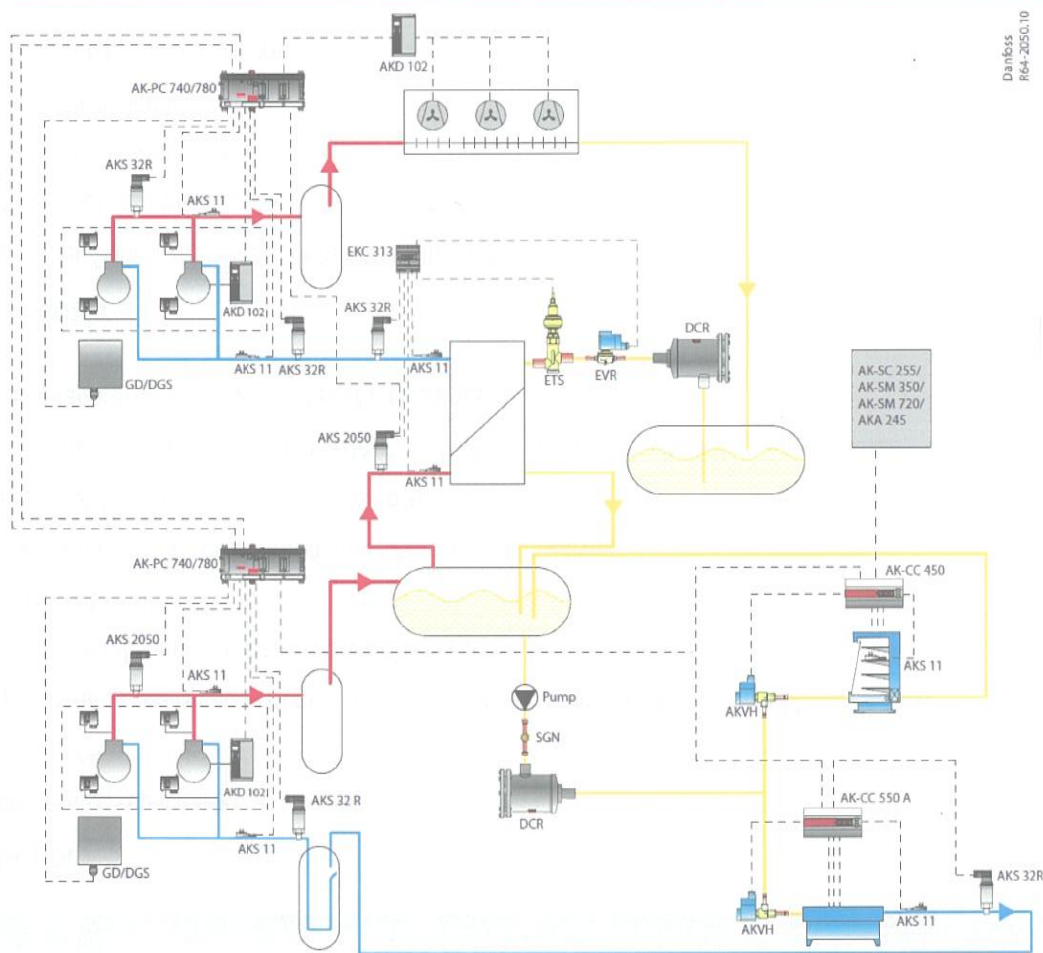 Danfoss
R64-2050.10
AKD 102
AK-PC 740/780
AKS 32R
AKS 11
EKC 313
AKD 102
AKS 32R
DCR
GD/DGS
AKS 11
AKS 32R
AKS 11
ETS
EVR
AK-SC 255/
AK-SM 350/
AK-SM 720/
AKA 245
AKS 2050
AKS 11
AK-PC 740/780
AK-CC 450
AKS 2050
AKS 11
AKS 11
Pump
AKVH
SGN
AKD 102
AKS 32 R
DCR
AK-CC 550 A
AKS 11
GD/DGS
AKS 32R
AKVH
AKS 11